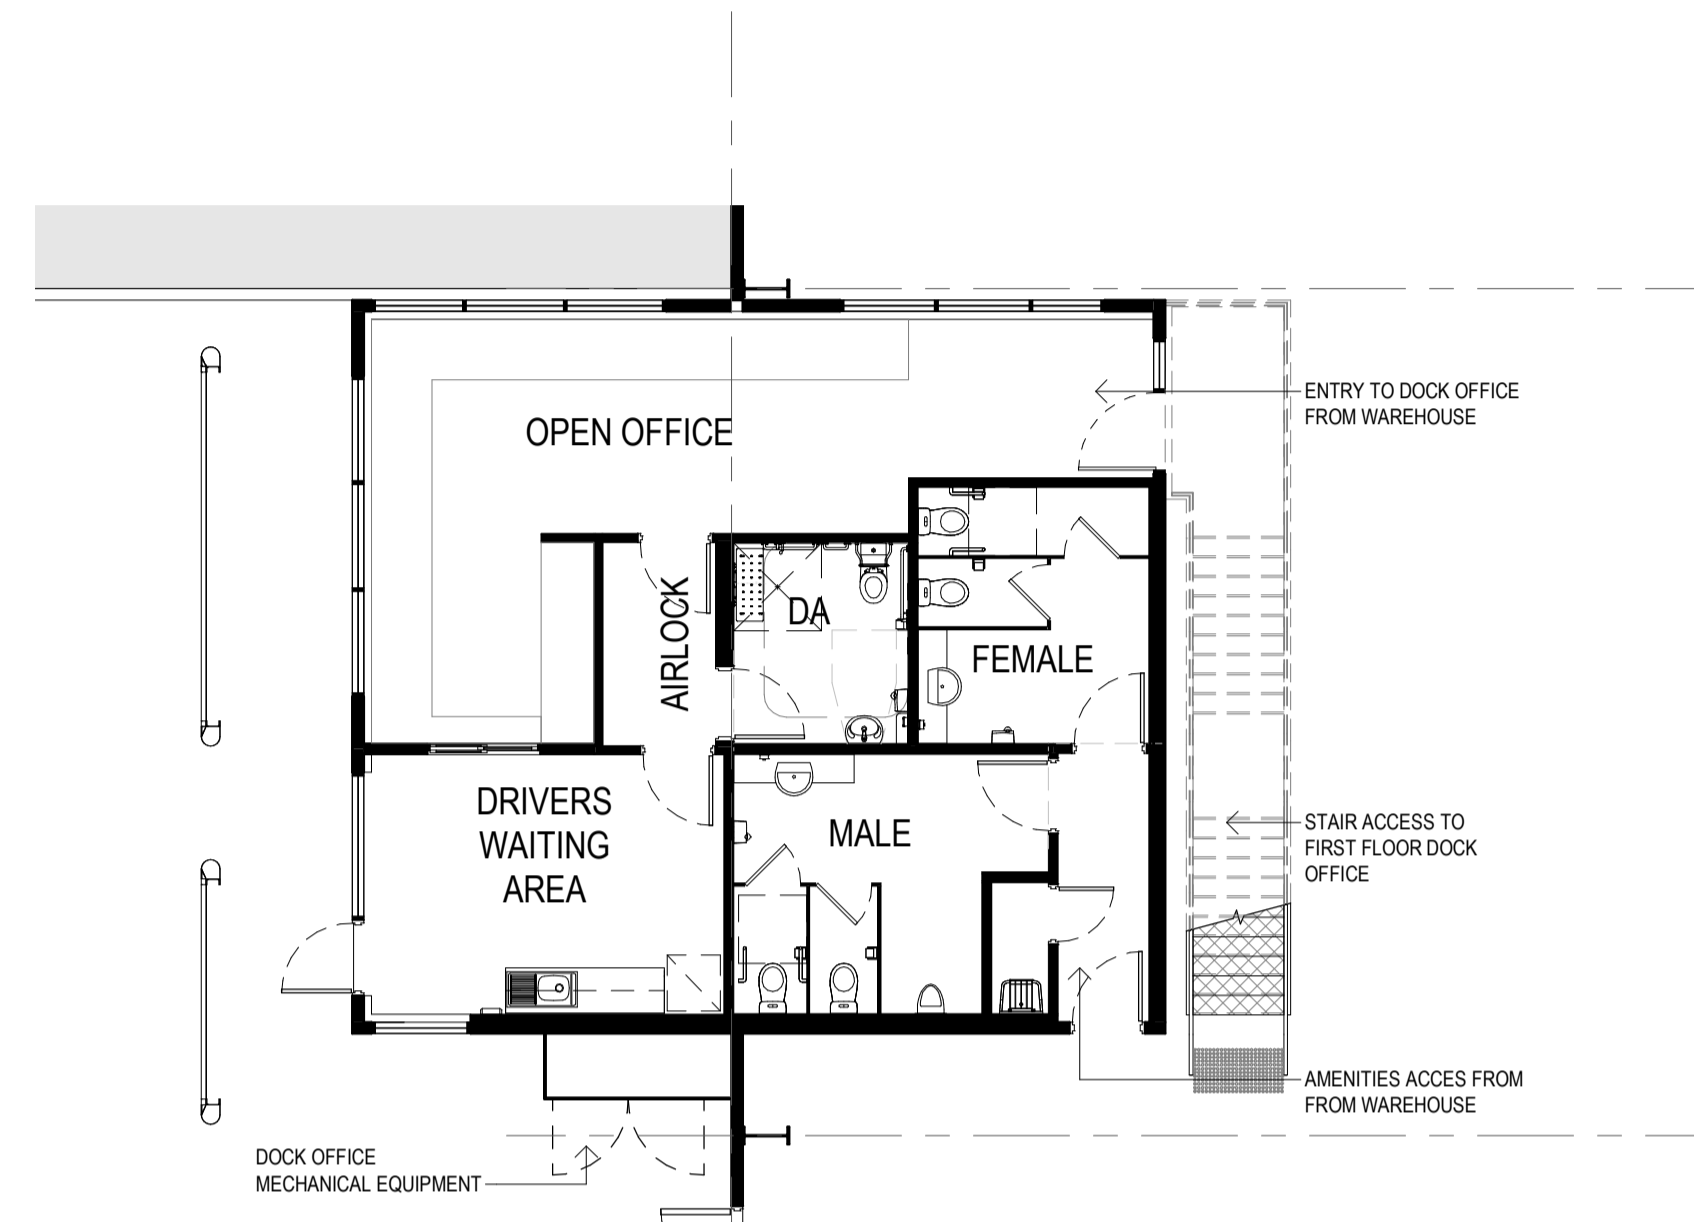 ENTRY TO DOCK OFFICE
FROM WAREHOUSE
OPEN OFFICE
AIRLOCK
DA
FEMALE
DRIVERS
WAITING
AREA
MALE
STAIR ACCESS TO
FIRST FLOOR DOCK
OFFICE
AMENITIES ACCES FROM
FROM WAREHOUSE
DOCK OFFICE
MECHANICAL EQUIPMENT